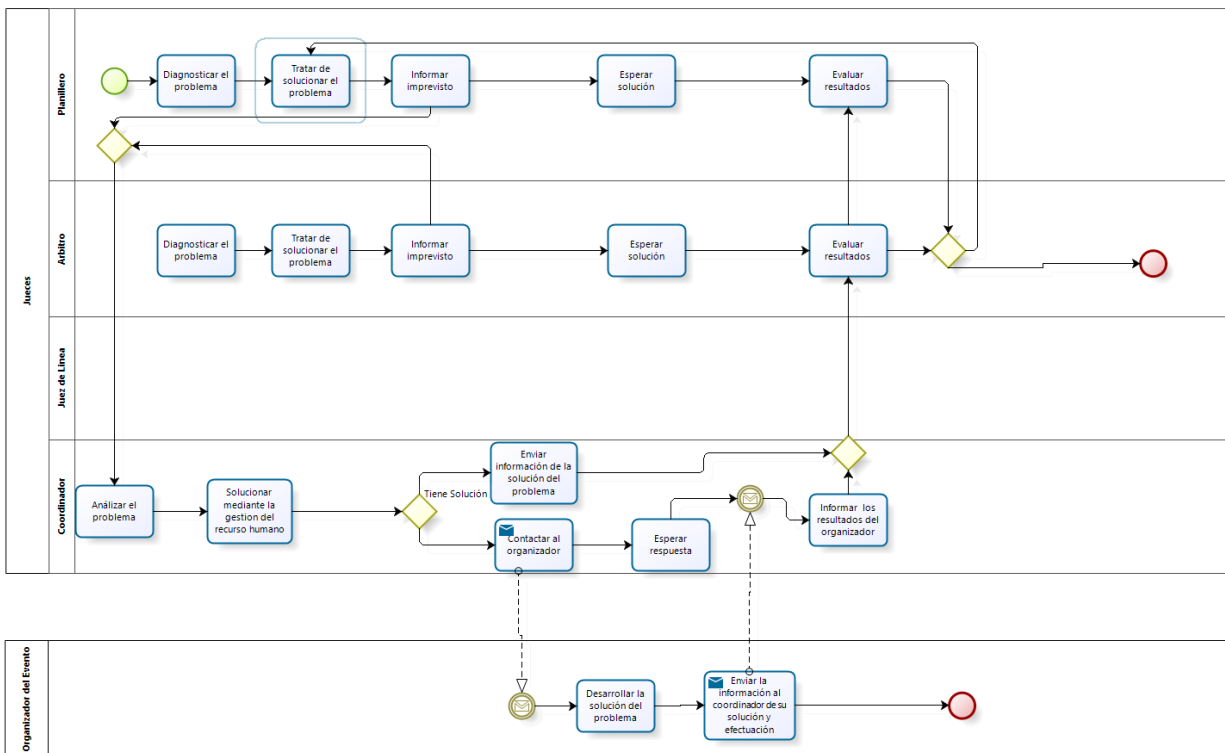 Jueces
Planillero
Diagnosticar el
problema
Tratar de
solucionar el
problema
Informar
imprevisto
Esperar
solución
Evaluar
resultados
Arbiltro
Diagnosticar el
problema
Tratar de
solucionar el
problema
Informar
imprevisto
Esperar
solución
Evaluar
resultados
Juez de Linea
Coordinador
Análizar el
problema
Solucionar
mediante la
gestion del
recurso humano
Tiene Solución
Enviar
información de la
solución del
problema
Contactar al
organizador
Esperar
respuesta
Informar los
resultados del
organizador
Organizador del Evento
Desarrollar la
solución del
problema
Enviar la
información al
coordinador de su
solución y
efectuación